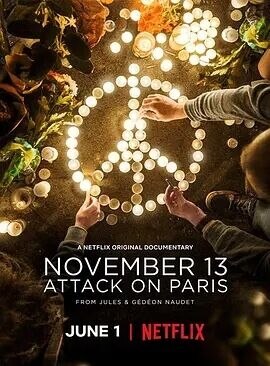 A NETFLIX ORIGINAL DOCUMENTARY
NOVEMBER 13
ATTACK ON PARIS
FROM JULES & GÉDÉON NAUDET
JUNE 1 | NETFLIX